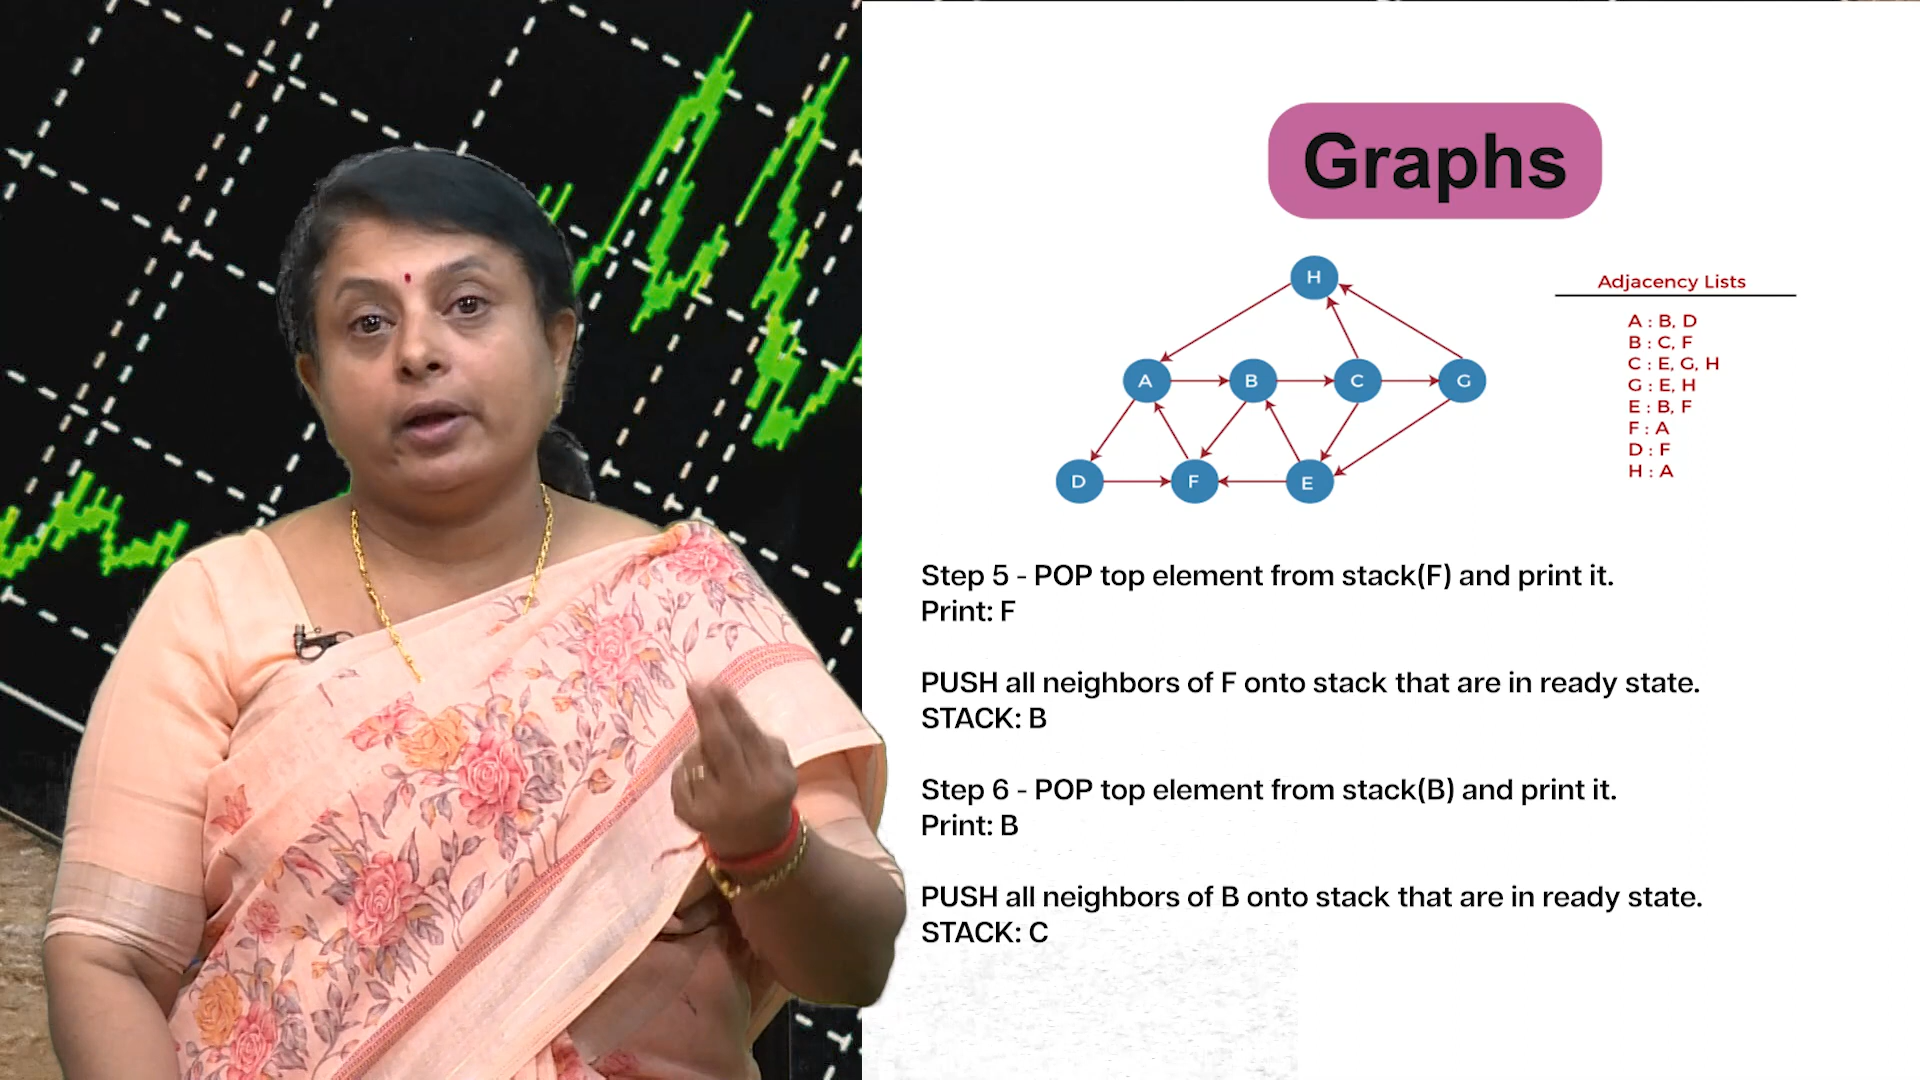 Graphs
H
A
B
C
G
D
F
E
Adjacency Lists
A : B, D
B : C, F
C : E, G, H
G : E, H
E : B, F
F : A
D : F
H : A
Step 5 - POP top element from stack(F) and print it.
Print: F
PUSH all neighbors of F onto stack that are in ready state.
STACK: B
Step 6 - POP top element from stack(B) and print it.
Print: B
PUSH all neighbors of B onto stack that are in ready state.
STACK: C